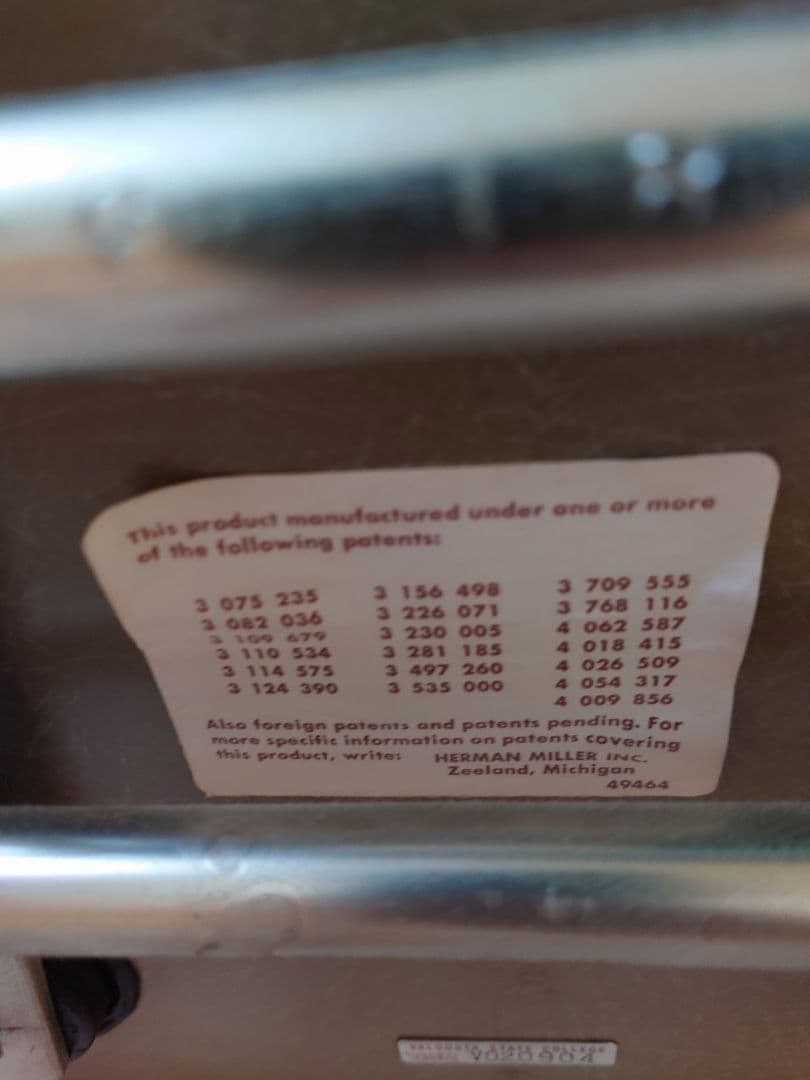 This product manufactured under one or more
of the following patents:
3 075 235 3 156 498 3 709 555
3 082 036 3 226 071 3 768 116
3 109 679 3 230 005 4 062 587
3 110 534 3 281 185 4 018 415
3 114 575 3 497 260 4 026 509
3 124 390 3 535 000 4 054 317
4 009 856
Also foreign patents and patents pending. For
more specific information on patents covering
this product, write: HERMAN MILLER INC.
Zeeland, Michigan
49464
VALDOSTA STATE COLLEGE
V020904